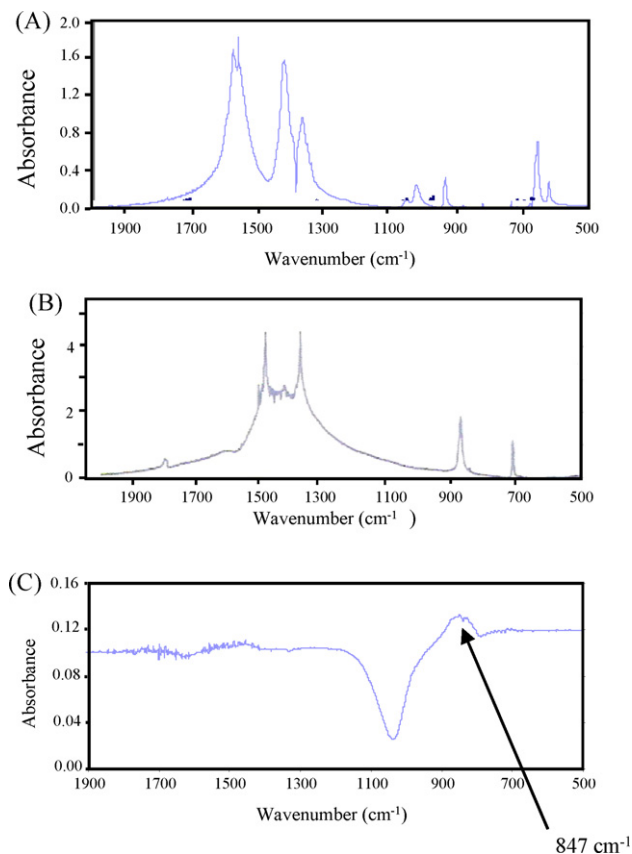 (A)
Absorbance
2.0
1.6
1.2
0.8
0.4
0.0
1900 1700 1500 1300 1100 900 700 500
Wavenumber (cm-1)
(B)
Absorbance
4
2
0
1900 1700 1500 1300 1100 900 700 500
Wavenumber (cm-1 )
(C)
Absorbance
0.16
0.12
0.08
0.04
0.00
1900 1700 1500 1300 1100 900 700 500
Wavenumber (cm-1)
847 cm-1